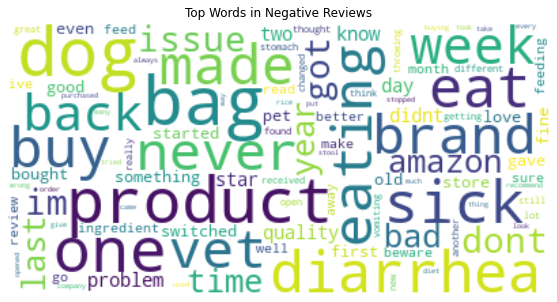 Top Words in Negative Reviews
great even feed issue two thought know week
dog made got
always stomach changed month different every
ive good read day feeding
back bag year eat
buy never started pet better didnt love brand fine
bought something found make amazon gave
im product star received away eating old store sick sure
review last one vet switched quality open vomiting bad dont
ingredient well first beware another
go problem time diarrhea
buying took take throwing
purchased many way rice put stopped getting
tried really
wrong order came much thing recommend still lot look
opened give company used new diet stool